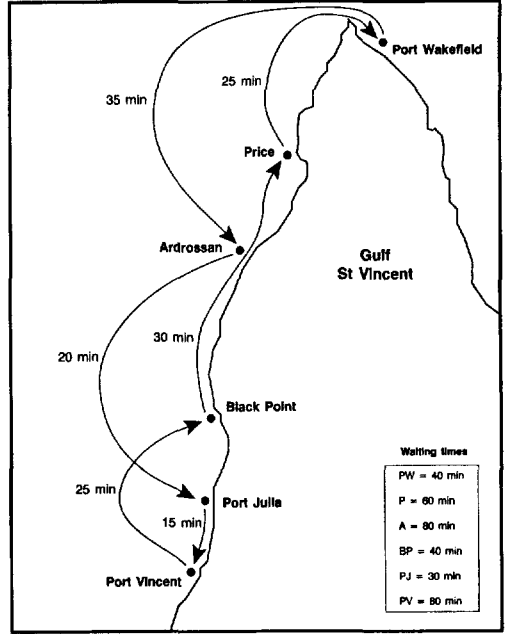 Port Wakefield
25 min
35 min
Price
Ardrossan
Gulf
St Vincent
30 min
20 min
Black Point
Waiting times
PW = 40 min
P = 60 min
A = 80 min
BP = 40 min
PJ = 30 min
PV = 80 min
25 min
Port Julia
15 min
Port Vincent